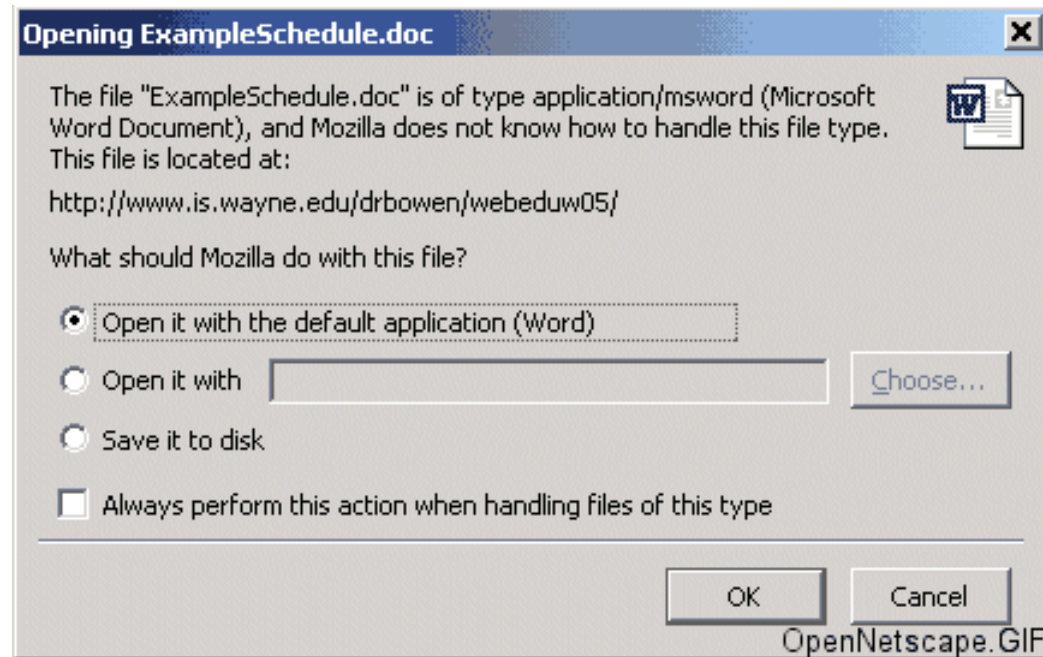 Opening ExampleSchedule.doc
The file "ExampleSchedule.doc" is of type application/msword (Microsoft
Word Document), and Mozilla does not know how to handle this file type.
This file is located at:
http://www.is.wayne.edu/drbowen/webeduw05/
What should Mozilla do with this file?
Open it with the default application (Word)
Open it with Choose...
Save it to disk
Always perform this action when handling files of this type
OK Cancel
OpenNetscape.GIF